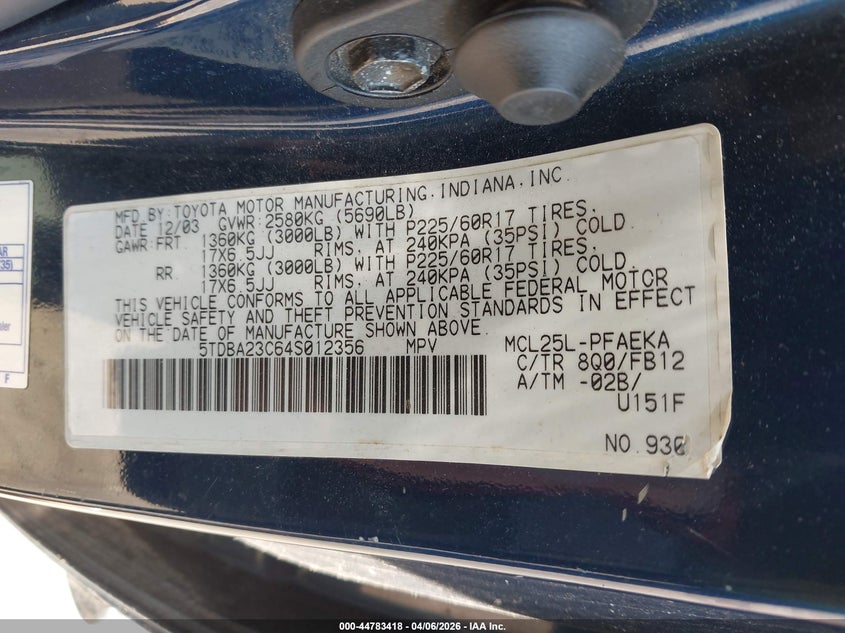 MFD.BY:TOYOTA MOTOR MANUFACTURING.INDIANA,INC.
DATE 12/03 GVWR:2580KG (5690LB)
GAWR:FRT. 1360KG (3000LB) WITH P225/60R17 TIRES,
17X6.5JJ RIMS, AT 240KPA (35PSI) COLD.
RR. 1360KG (3000LB) WITH P225/60R17 TIRES,
17X6.5JJ RIMS, AT 240KPA (35PSI) COLD.
THIS VEHICLE CONFORMS TO ALL APPLICABLE FEDERAL MOTOR
VEHICLE SAFETY AND THEFT PREVENTION STANDARDS IN EFFECT
ON THE DATE OF MANUFACTURE SHOWN ABOVE.
5TDBA23C64S012356 MPV
MCL25L-PFAEKA
C/TR 8Q0/FB12
A/TM -02B/
U151F
NO.930
AR
35)
aler
F
000-44783418 - 04/06/2026 - IAA Inc.